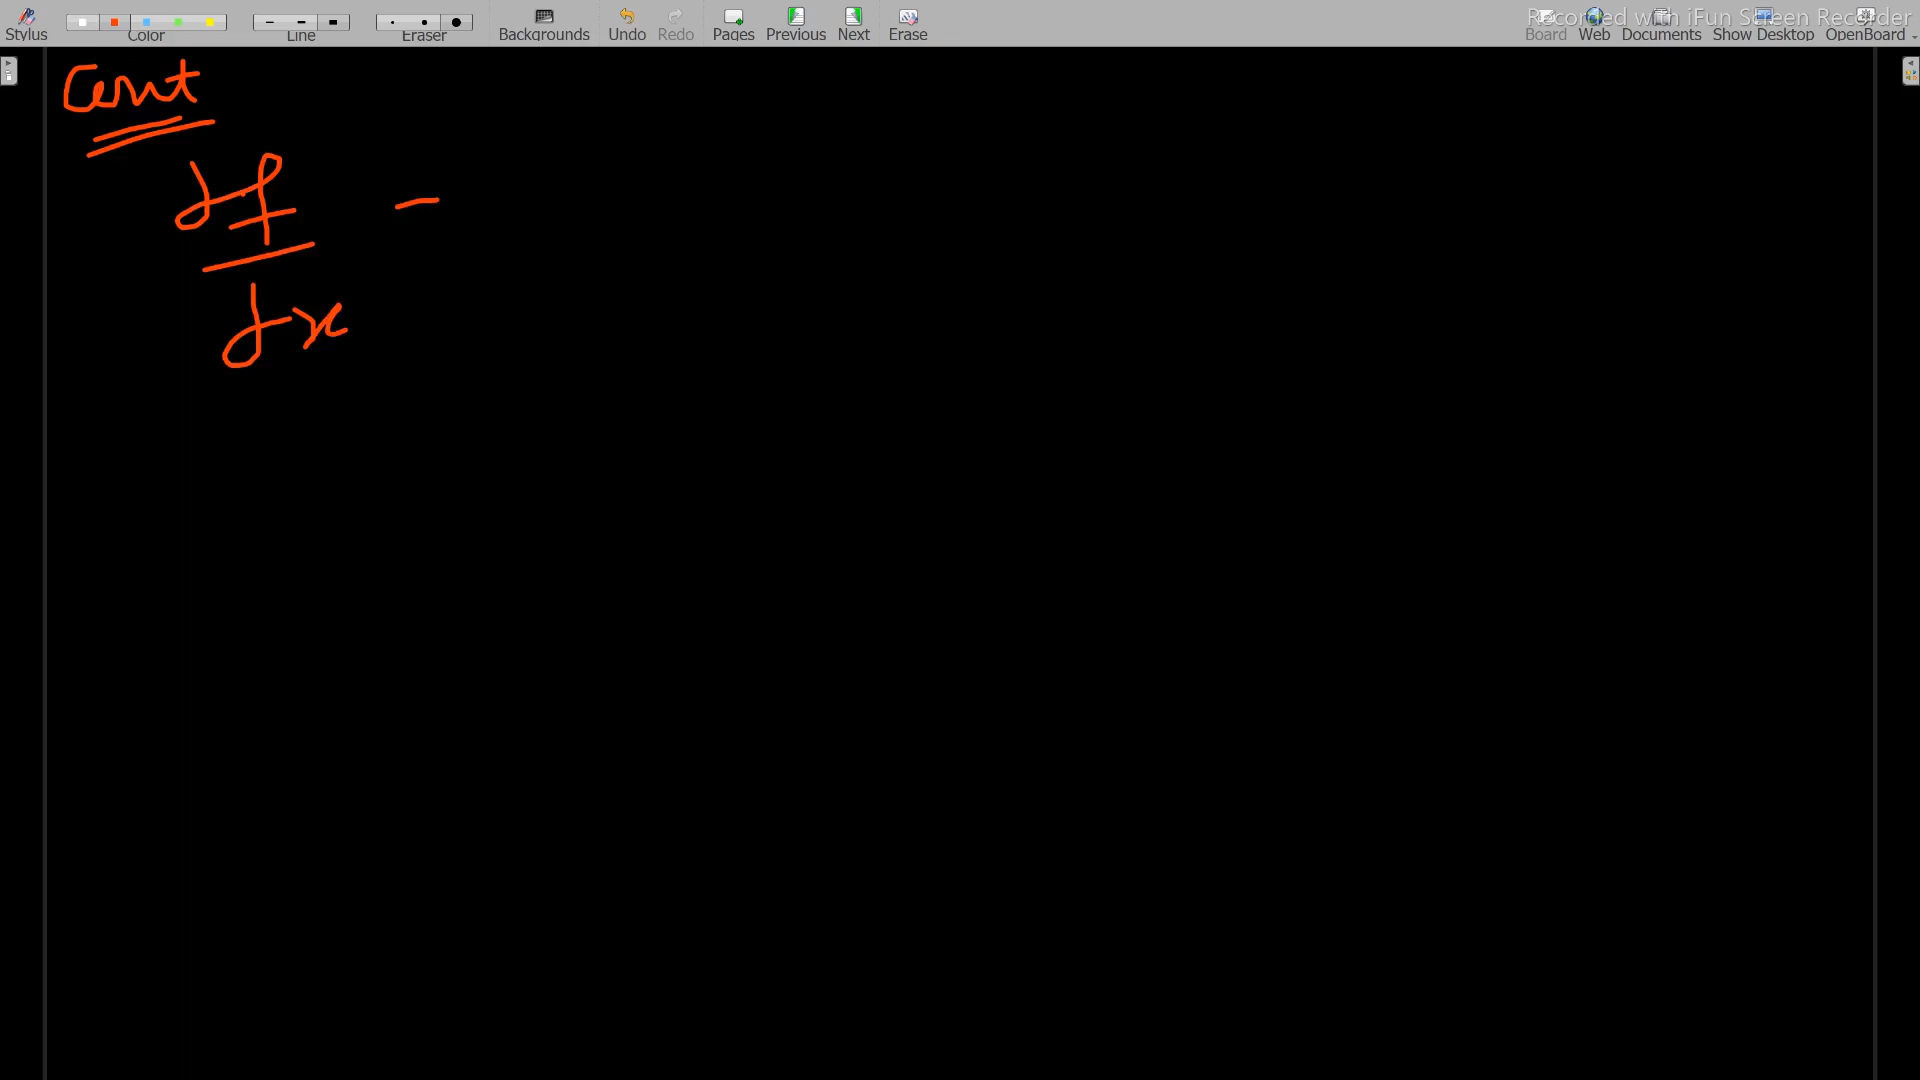 Recorded with iFun Screen Recorder
Stylus Color Line Eraser Backgrounds Undo Redo Pages Previous Next Erase Board Web Documents Show Desktop OpenBoard
Cont
df -
dx